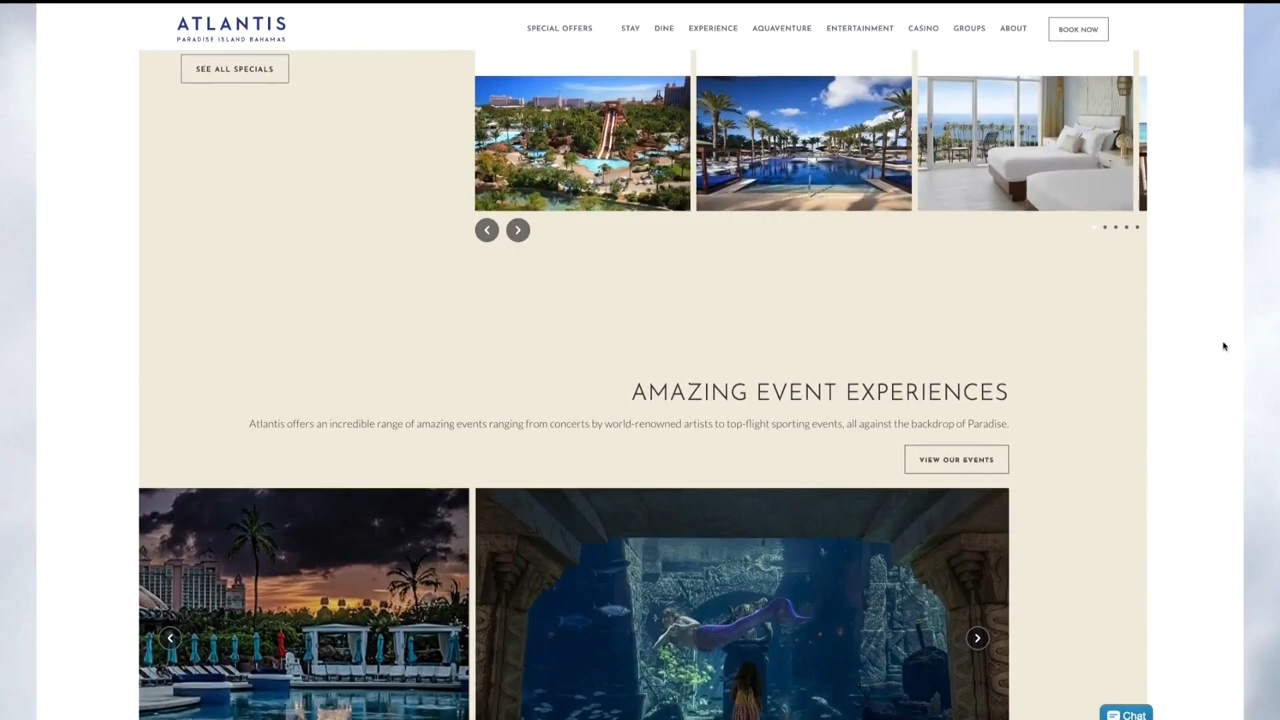 ATLANTIS
PARADISE ISLAND BAHAMAS
SPECIAL OFFERS STAY DINE EXPERIENCE AQUAVENTURE ENTERTAINMENT CASINO GROUPS ABOUT BOOK NOW
SEE ALL SPECIALS
AMAZING EVENT EXPERIENCES
Atlantis offers an incredible range of amazing events ranging from concerts by world-renowned artists to top-flight sporting events, all against the backdrop of Paradise.
VIEW OUR EVENTS
Chat